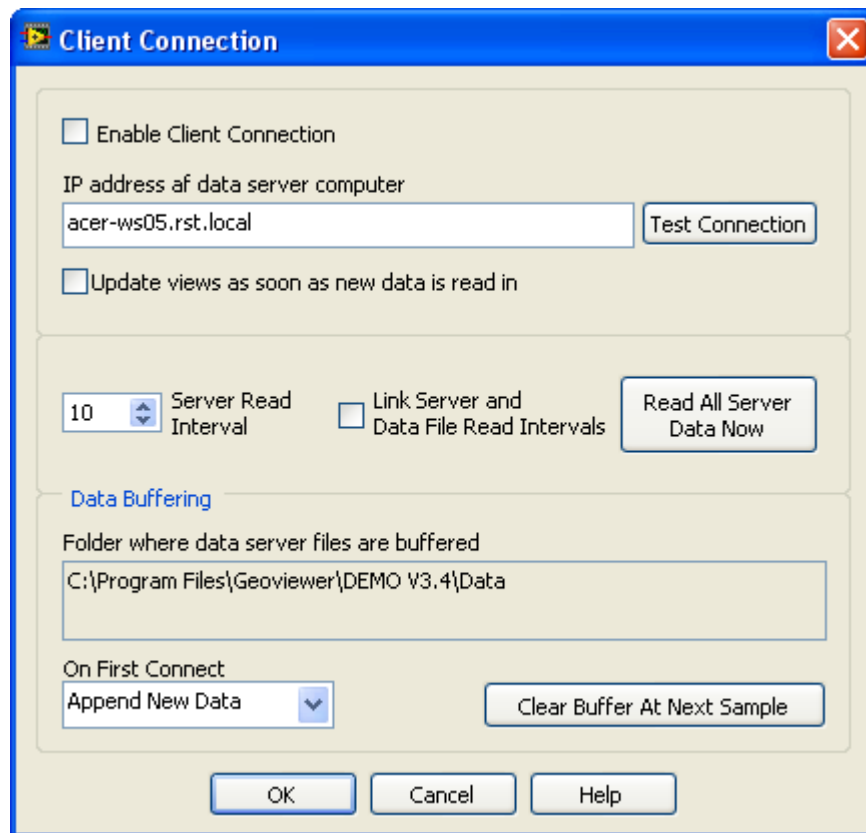 Client Connection
Enable Client Connection
IP address af data server computer
acer-ws05.rst.local
Test Connection
Update views as soon as new data is read in
10
Server Read
Interval
Link Server and
Data File Read Intervals
Read All Server
Data Now
Data Buffering
Folder where data server files are buffered
C:\Program Files\Geoviewer\DEMO V3.4\Data
On First Connect
Append New Data
Clear Buffer At Next Sample
OK
Cancel
Help